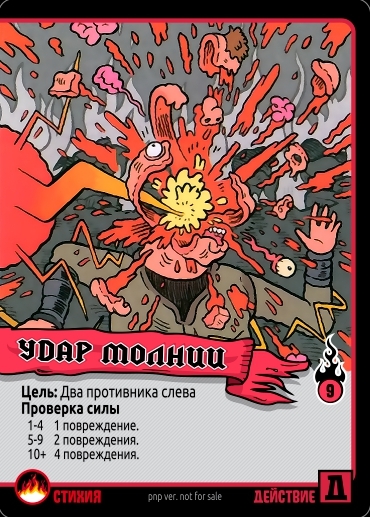 УДАР МОЛНИИ
9
Цель: Два противника слева
Проверка силы
1-4 1 повреждение.
5-9 2 повреждения.
10+ 4 повреждения.
СТИХИЯ
pnp ver. not for sale
ДЕЙСТВИЕ
Д